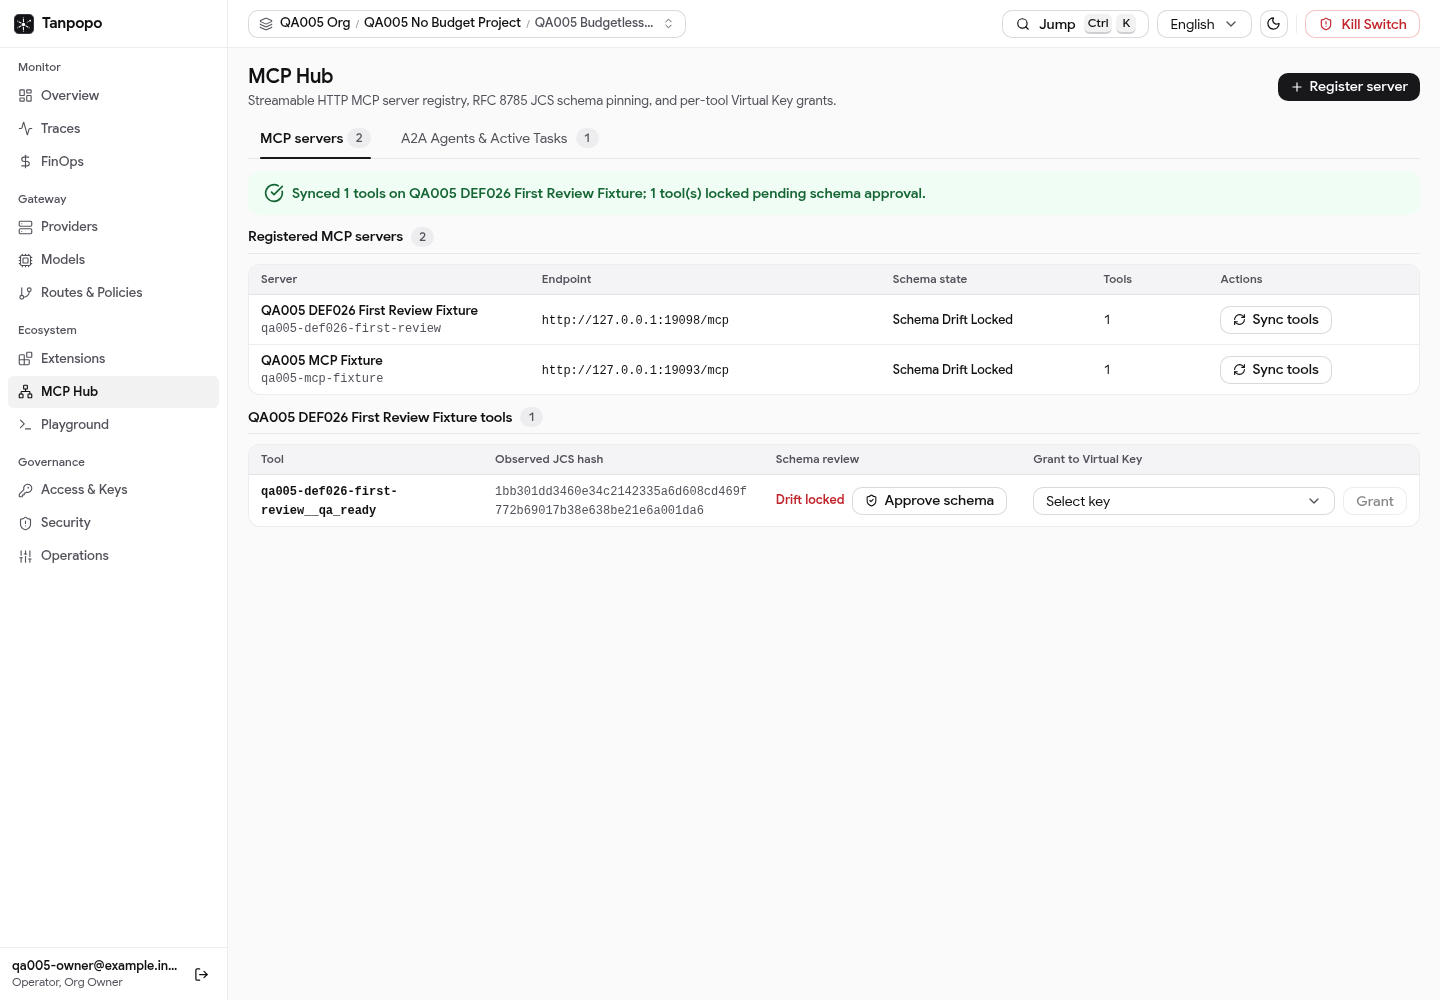 Tanpopo
QA005 Org / QA005 No Budget Project / QA005 Budgetless...
Jump Ctrl K
English
Kill Switch
Monitor
Overview
Traces
FinOps
Gateway
Providers
Models
Routes & Policies
Ecosystem
Extensions
MCP Hub
Playground
Governance
Access & Keys
Security
Operations
qa005-owner@example.in...
Operator, Org Owner
MCP Hub
Streamable HTTP MCP server registry, RFC 8785 JCS schema pinning, and per-tool Virtual Key grants.
Register server
MCP servers 2
A2A Agents & Active Tasks 1
Synced 1 tools on QA005 DEF026 First Review Fixture; 1 tool(s) locked pending schema approval.
Registered MCP servers 2
Server Endpoint Schema state Tools Actions
QA005 DEF026 First Review Fixture
qa005-def026-first-review
http://127.0.0.1:19098/mcp
Schema Drift Locked
1
Sync tools
QA005 MCP Fixture
qa005-mcp-fixture
http://127.0.0.1:19093/mcp
Schema Drift Locked
1
Sync tools
QA005 DEF026 First Review Fixture tools 1
Tool Observed JCS hash Schema review Grant to Virtual Key
qa005-def026-first-
review__qa_ready
1bb301dd3460e34c2142335a6d608cd469f
772b69017b38e638be21e6a001da6
Drift locked
Approve schema
Select key
Grant